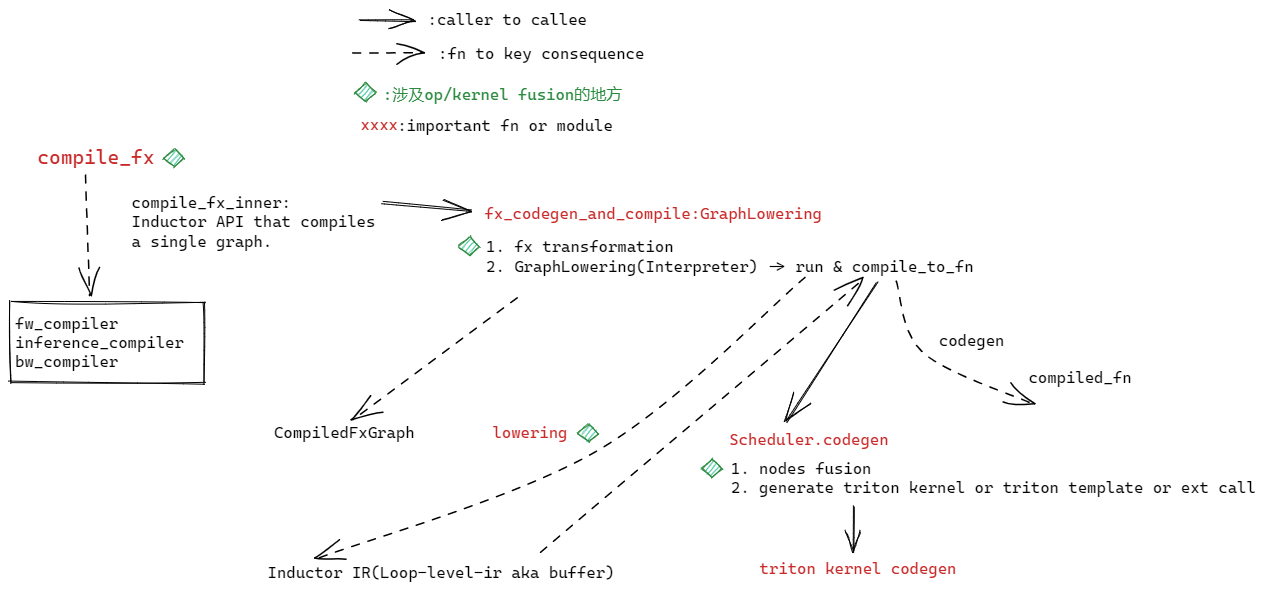 :caller to callee
:fn to key consequence
:涉及op/kernel fusion的地方
xxxx:important fn or module
compile_fx
compile_fx_inner:
Inductor API that compiles
a single graph.
fx_codegen_and_compile:GraphLowering
1. fx transformation
2. GraphLowering(Interpreter) -> run & compile_to_fn
fw_compiler
inference_compiler
bw_compiler
codegen
compiled_fn
CompiledFxGraph
lowering
Scheduler.codegen
1. nodes fusion
2. generate triton kernel or triton template or ext call
Inductor IR(Loop-level-ir aka buffer)
triton kernel codegen